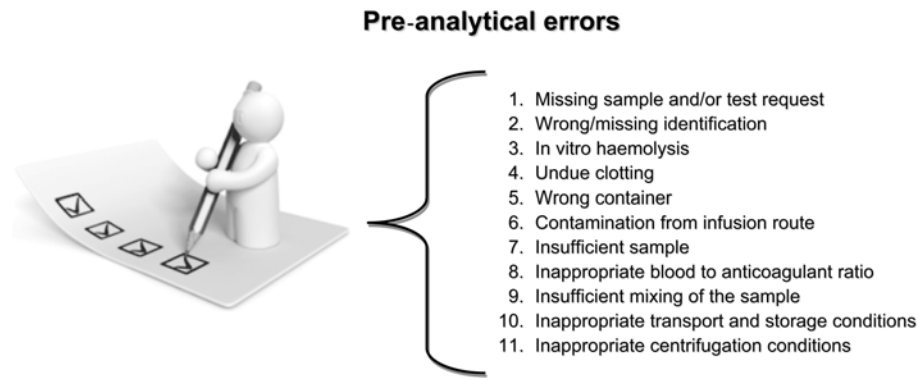 Pre-analytical errors
1. Missing sample and/or test request
2. Wrong/missing identification
3. In vitro haemolysis
4. Undue clotting
5. Wrong container
6. Contamination from infusion route
7. Insufficient sample
8. Inappropriate blood to anticoagulant ratio
9. Insufficient mixing of the sample
10. Inappropriate transport and storage conditions
11. Inappropriate centrifugation conditions